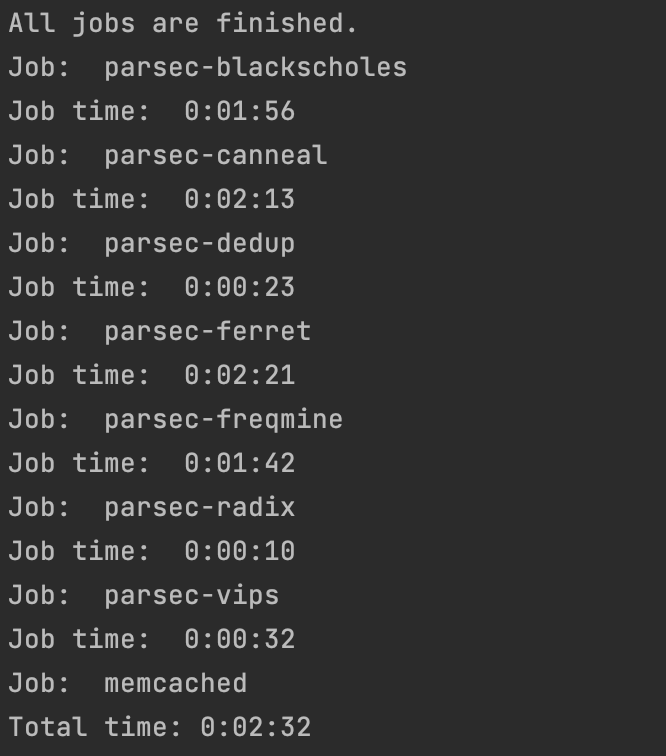 All jobs are finished.
Job:  parsec-blackscholes
Job time:  0:01:56
Job:  parsec-canneal
Job time:  0:02:13
Job:  parsec-dedup
Job time:  0:00:23
Job:  parsec-ferret
Job time:  0:02:21
Job:  parsec-freqmine
Job time:  0:01:42
Job:  parsec-radix
Job time:  0:00:10
Job:  parsec-vips
Job time:  0:00:32
Job:  memcached
Total time: 0:02:32